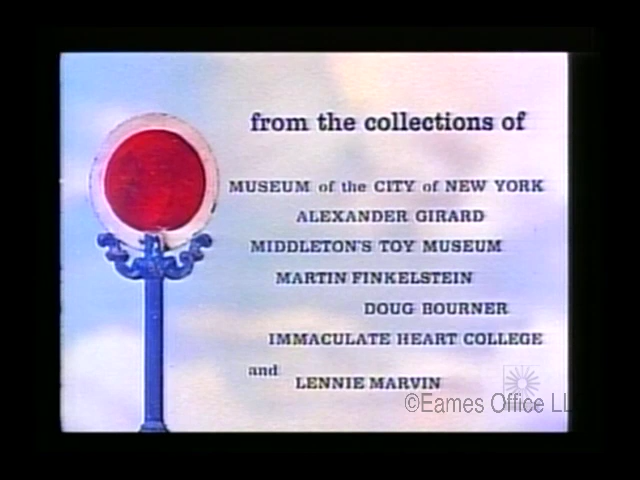 from the collections of
MUSEUM of the CITY of NEW YORK
ALEXANDER GIRARD
MIDDLETON'S TOY MUSEUM
MARTIN FINKELSTEIN
DOUG BOURNER
IMMACULATE HEART COLLEGE
and
LENNIE MARVIN
©Eames Office LL